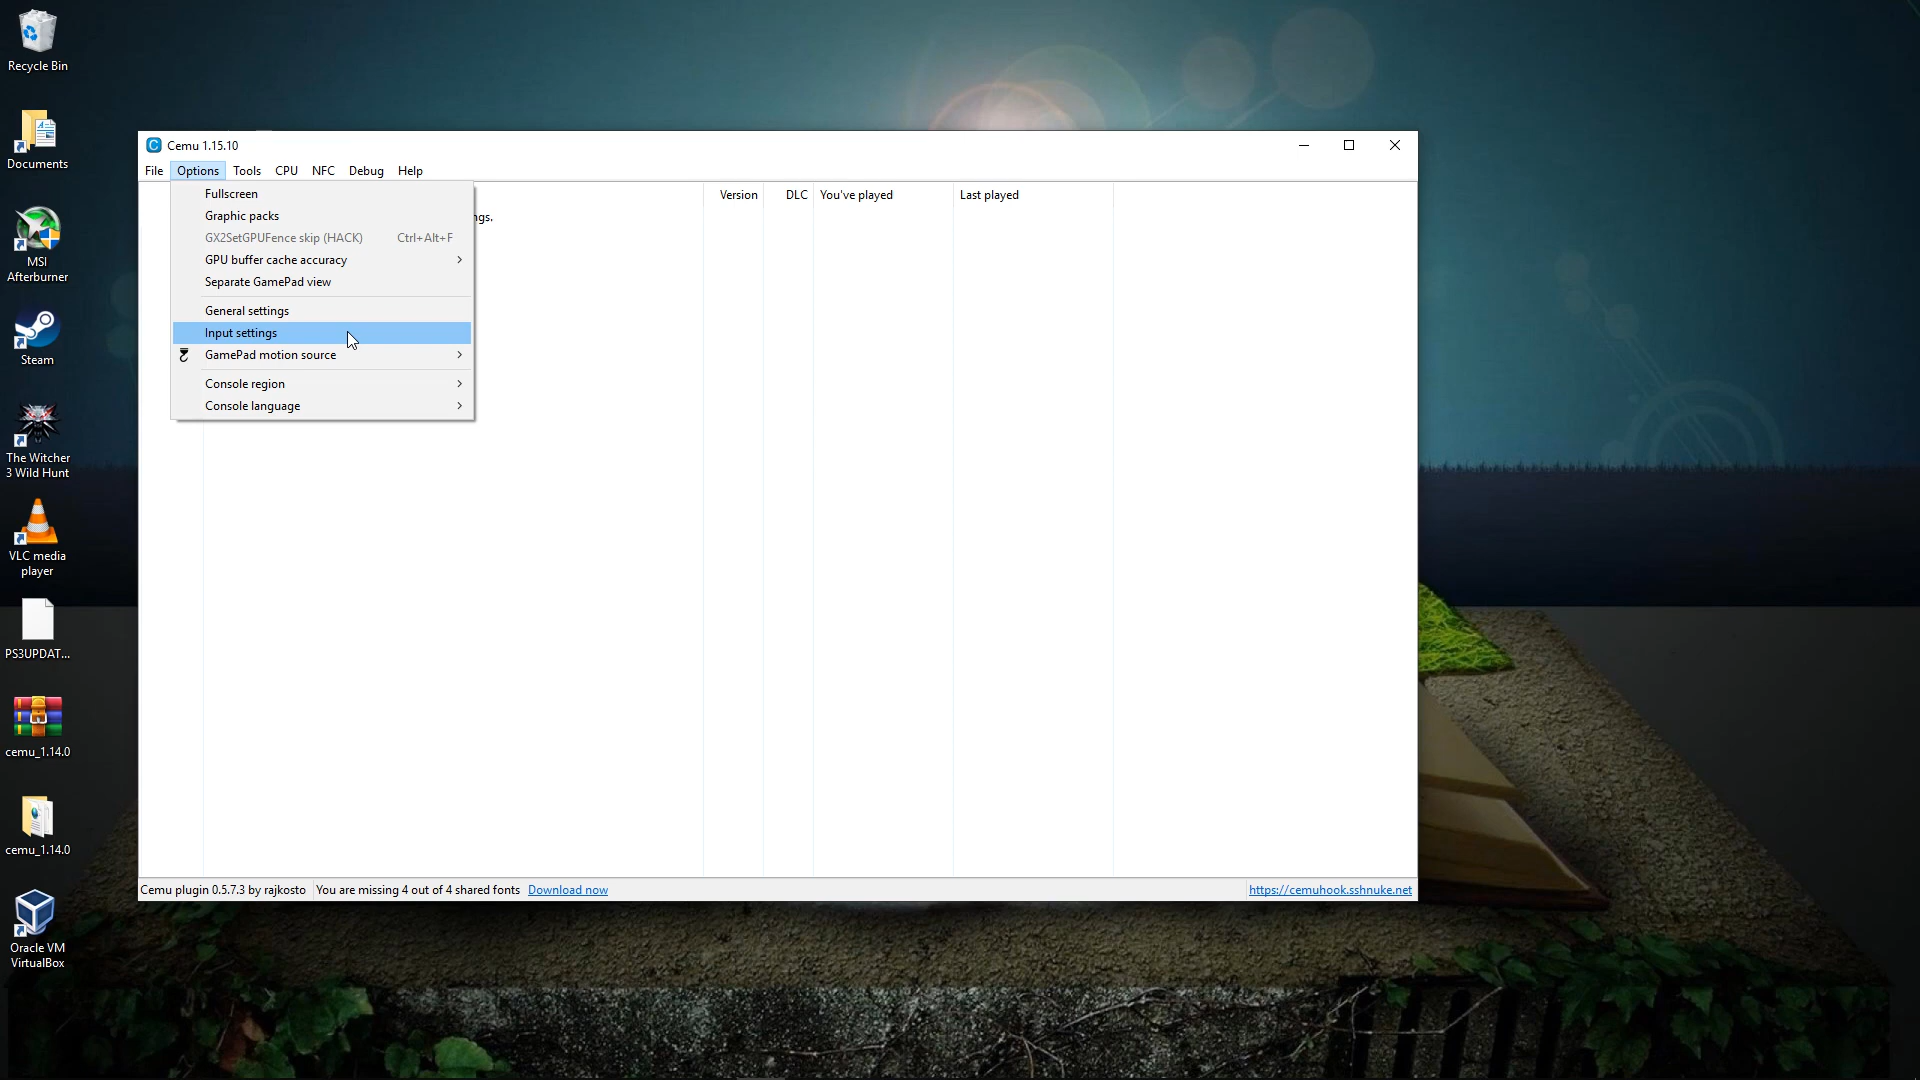 Recycle Bin
Documents
MSI
Afterburner
Steam
The Witcher
3 Wild Hunt
VLC media
player
PS3UPDAT...
cemu_1.14.0
cemu_1.14.0
Oracle VM
VirtualBox
Cemu 1.15.10
File Options Tools CPU NFC Debug Help
Version DLC You've played Last played
ngs.
Fullscreen
Graphic packs
GX2SetGPUFence skip (HACK) Ctrl+Alt+F
GPU buffer cache accuracy
Separate GamePad view
General settings
Input settings
GamePad motion source
Console region
Console language
Cemu plugin 0.5.7.3 by rajkosto You are missing 4 out of 4 shared fonts Download now https://cemuhook.sshnuke.net